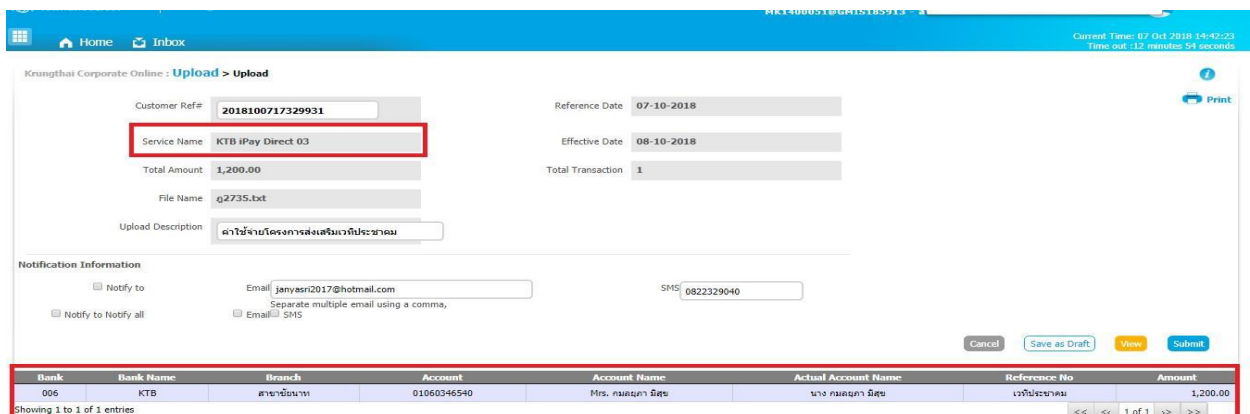 MK1400051@GMIS185913 - a
Home Inbox
Current Time: 07 Oct 2018 14:42:23
Time out :12 minutes 54 seconds
Krungthai Corporate Online : Upload > Upload
Print
Customer Ref# 2018100717329931 Reference Date 07-10-2018
Service Name KTB iPay Direct 03 Effective Date 08-10-2018
Total Amount 1,200.00 Total Transaction 1
File Name ฎ2735.txt
Upload Description ค่าใช้จ่ายโครงการส่งเสริมเวทีประชาคม
Notification Information
Notify to Email janyasri2017@hotmail.com SMS 0822329040
Separate multiple email using a comma,
Notify to Notify all Email SMS
Cancel Save as Draft View Submit
Bank Bank Name Branch Account Account Name Actual Account Name Reference No Amount
006 KTB สาขาชัยนาท 01060346540 Mrs. กมลยุภา มีสุข นาง กมลยุภา มีสุข เวทีประชาคม 1,200.00
Showing 1 to 1 of 1 entries << < 1 of 1 > >>